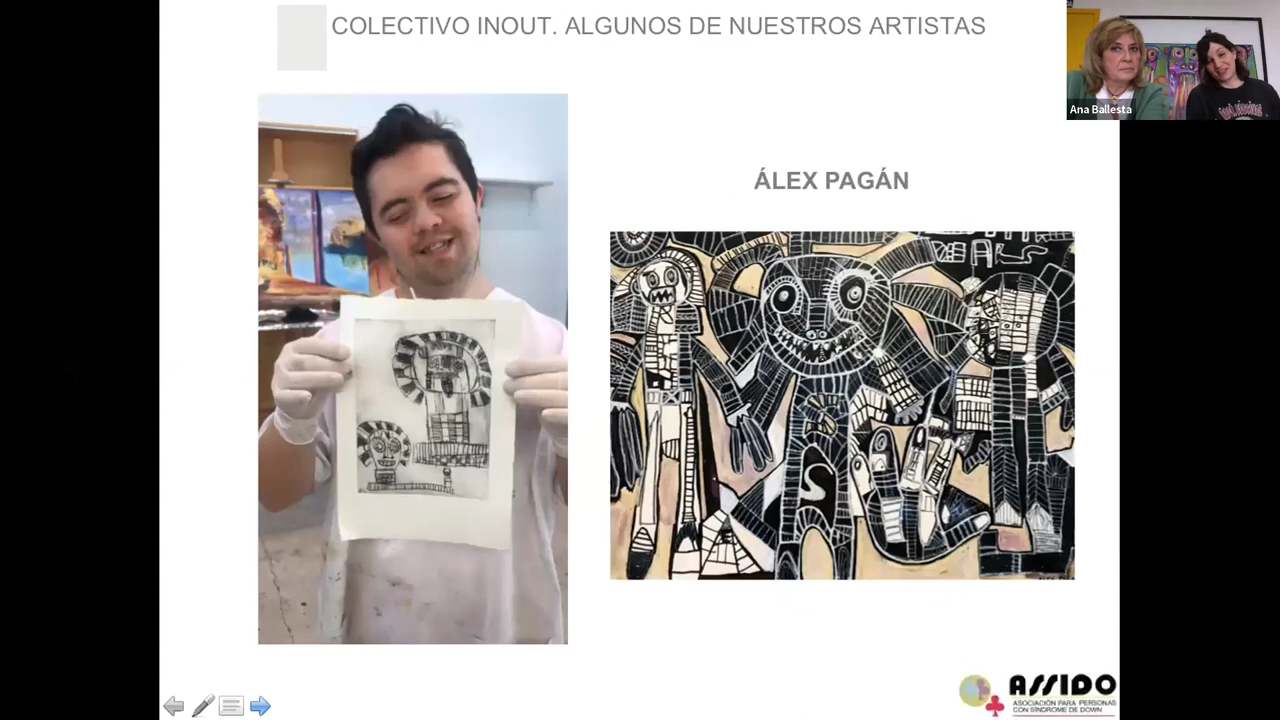 COLECTIVO INOUT. ALGUNOS DE NUESTROS ARTISTAS
Ana Ballesta
ÁLEX PAGÁN
ASSIDO
ASOCIACIÓN PARA PERSONAS
CON SÍNDROME DE DOWN